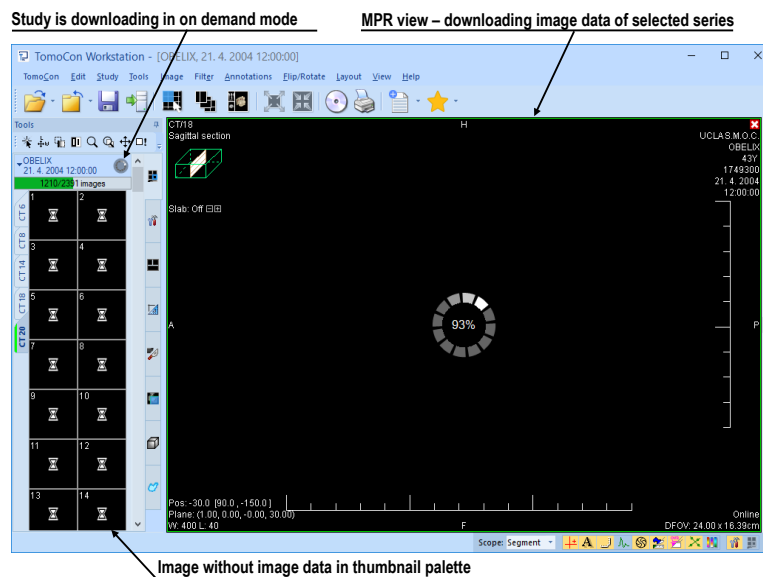 Study is downloading in on demand mode
MPR view – downloading image data of selected series
TomoCon Workstation - [OBELIX, 21. 4. 2004 12:00:00]
TomoCon Edit Study Tools Image Filter Annotations Flip/Rotate Layout View Help
Tools
OBELIX
21. 4. 2004 12:00:00
1210/2351 images
CT 6
CT 8
CT 14
CT 18
CT 20
1 2
3 4
5 6
7 8
9 10
11 12
13 14
CT/18
Sagittal section
Slab: Off
H
UCLA S.M.O.C.
OBELIX
43Y
1749300
21. 4. 2004
12:00:00
A
93%
P
Pos: -30.0 [90.0 , -150.0 ]
Plane: (1.00, 0.00, -0.00, 30.00)
W: 400 L: 40
F
Online
DFOV: 24.00 x 16.39cm
Scope: Segment
Image without image data in thumbnail palette